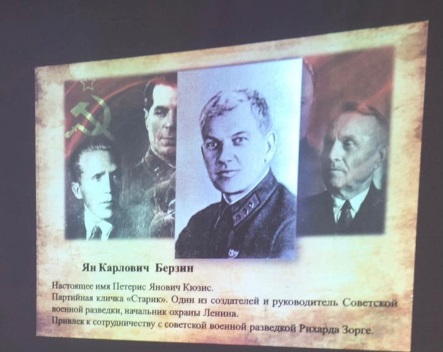 Ян Карлович Берзин
Настоящее имя Петерис Янович Кюзис.
Партийная кличка «Старик». Один из создателей и руководитель Советской
военной разведки, начальник охраны Ленина.
Привлек к сотрудничеству с советской военной разведкой Рихарда Зорге.